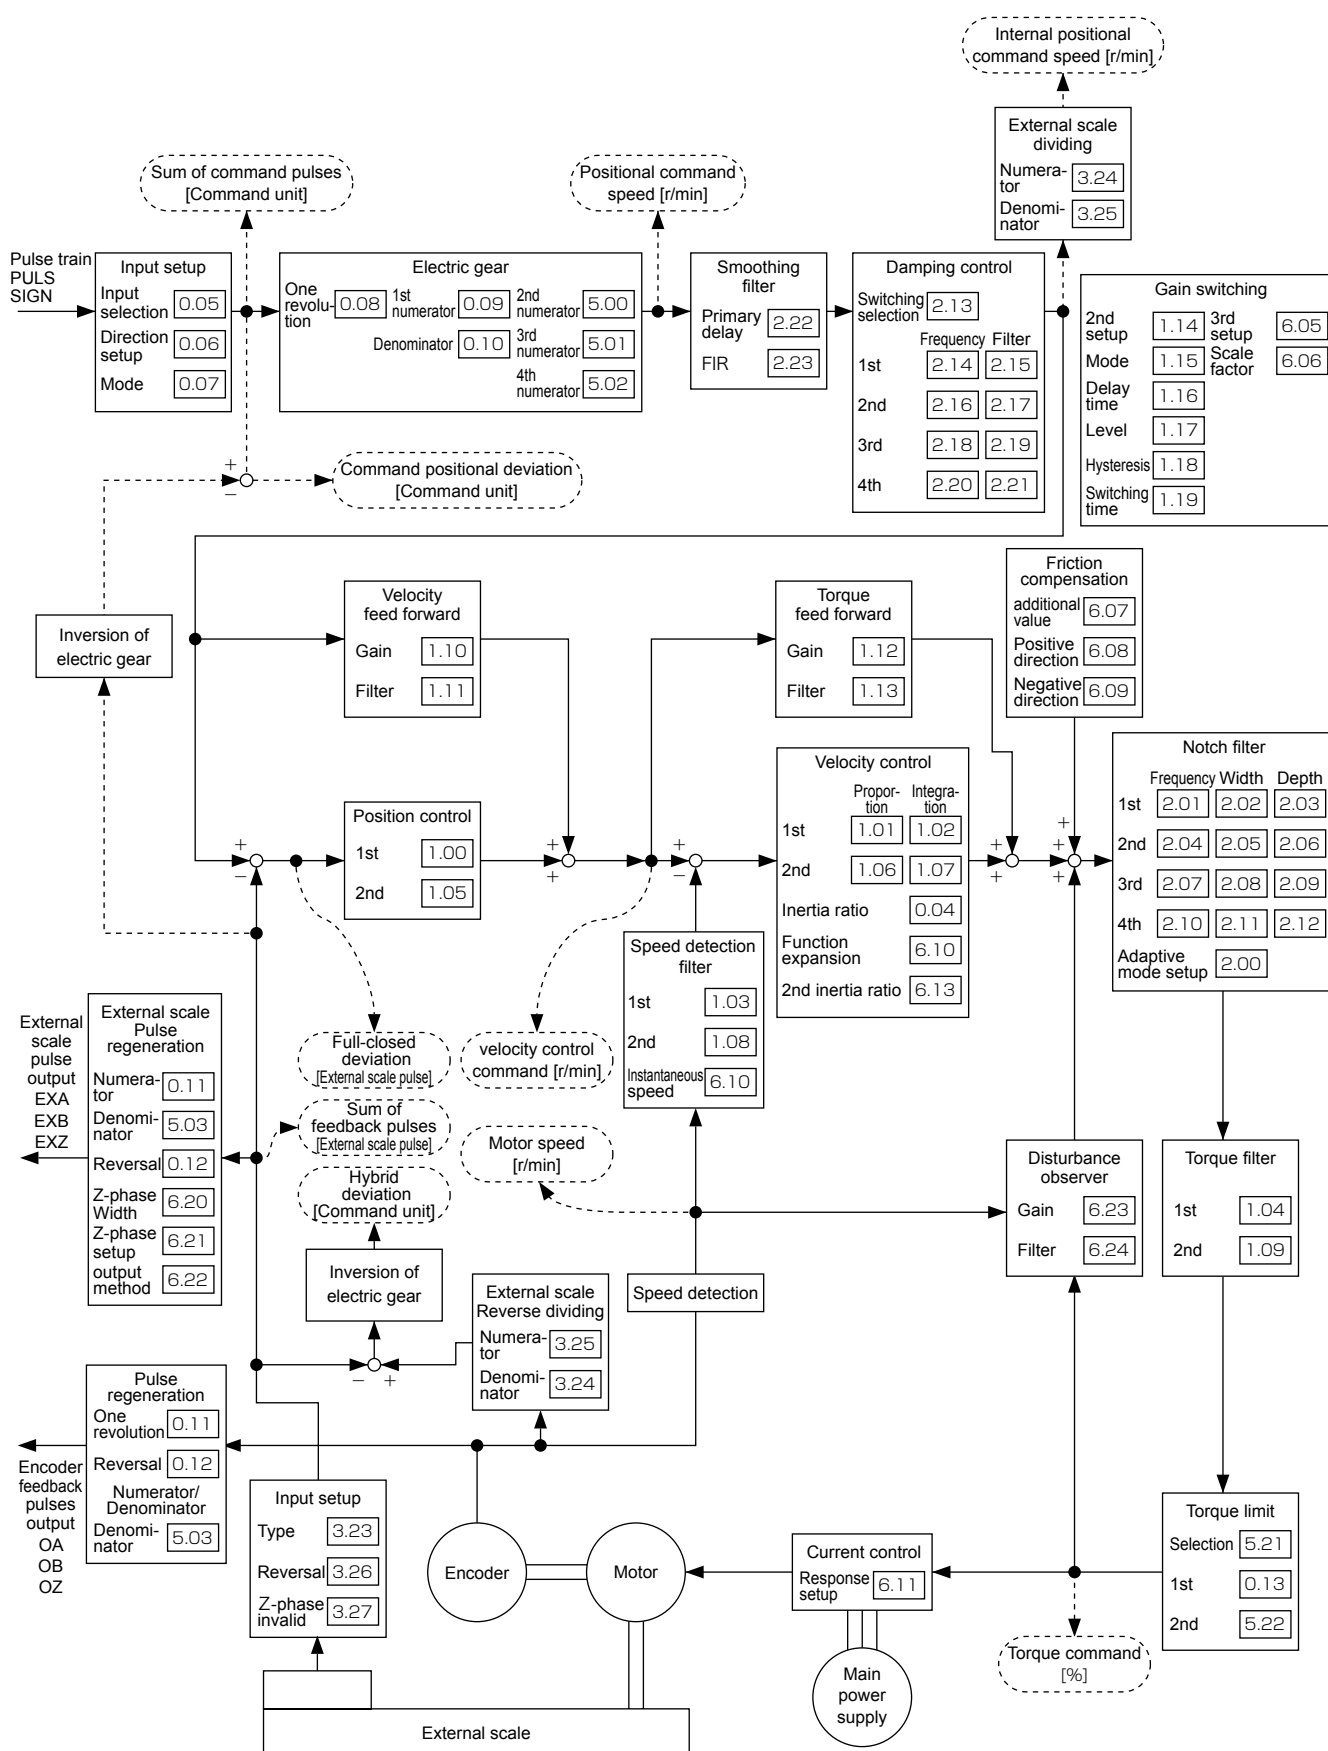 Internal positional
command speed [r/min]
External scale
dividing
Numera-
tor 3.24
Denomi-
nator 3.25
Sum of command pulses
[Command unit]
Positional command
speed [r/min]
Pulse train
PULS
SIGN
Input setup
Input
selection 0.05
Direction
setup 0.06
Mode 0.07
Electric gear
One
revolu-
tion 0.08
1st
numerator 0.09
2nd
numerator 5.00
Denominator 0.10
3rd
numerator 5.01
4th
numerator 5.02
Smoothing
filter
Primary
delay 2.22
FIR 2.23
Damping control
Switching
selection 2.13
Frequency Filter
1st 2.14 2.15
2nd 2.16 2.17
3rd 2.18 2.19
4th 2.20 2.21
Gain switching
2nd
setup 1.14
3rd
setup 6.05
Mode 1.15
Scale
factor 6.06
Delay
time 1.16
Level 1.17
Hysteresis 1.18
Switching
time 1.19
+
−
Command positional deviation
[Command unit]
Inversion of
electric gear
Velocity
feed forward
Gain 1.10
Filter 1.11
Torque
feed forward
Gain 1.12
Filter 1.13
Friction
compensation
additional
value 6.07
Positive
direction 6.08
Negative
direction 6.09
Position control
1st 1.00
2nd 1.05
+
−
+
+
+
−
Velocity control
Propor-
tion
Integra-
tion
1st 1.01 1.02
2nd 1.06 1.07
Inertia ratio 0.04
Function
expansion 6.10
2nd inertia ratio 6.13
+
+
+
+
+
Notch filter
Frequency Width Depth
1st 2.01 2.02 2.03
2nd 2.04 2.05 2.06
3rd 2.07 2.08 2.09
4th 2.10 2.11 2.12
Adaptive
mode setup 2.00
Speed detection
filter
1st 1.03
2nd 1.08
Instantaneous
speed 6.10
External
scale
pulse
output
EXA
EXB
EXZ
External scale
Pulse
regeneration
Numera-
tor 0.11
Denomi-
nator 5.03
Reversal 0.12
Z-phase
Width 6.20
Z-phase
setup 6.21
output
method 6.22
Full-closed
deviation
[External scale pulse]
velocity control
command [r/min]
Sum of
feedback pulses
[External scale pulse]
Motor speed
[r/min]
Hybrid
deviation
[Command unit]
Inversion of
electric gear
External scale
Reverse dividing
Numera-
tor 3.25
Denomi-
nator 3.24
− +
Speed detection
Disturbance
observer
Gain 6.23
Filter 6.24
Torque filter
1st 1.04
2nd 1.09
Pulse
regeneration
One
revolution 0.11
Reversal 0.12
Numerator/
Denominator
Denomi-
nator 5.03
Encoder
feedback
pulses
output
OA
OB
OZ
Input setup
Type 3.23
Reversal 3.26
Z-phase
invalid 3.27
Encoder
Motor
Current control
Response
setup 6.11
Main
power
supply
Torque limit
Selection 5.21
1st 0.13
2nd 5.22
Torque command
[%]
External scale